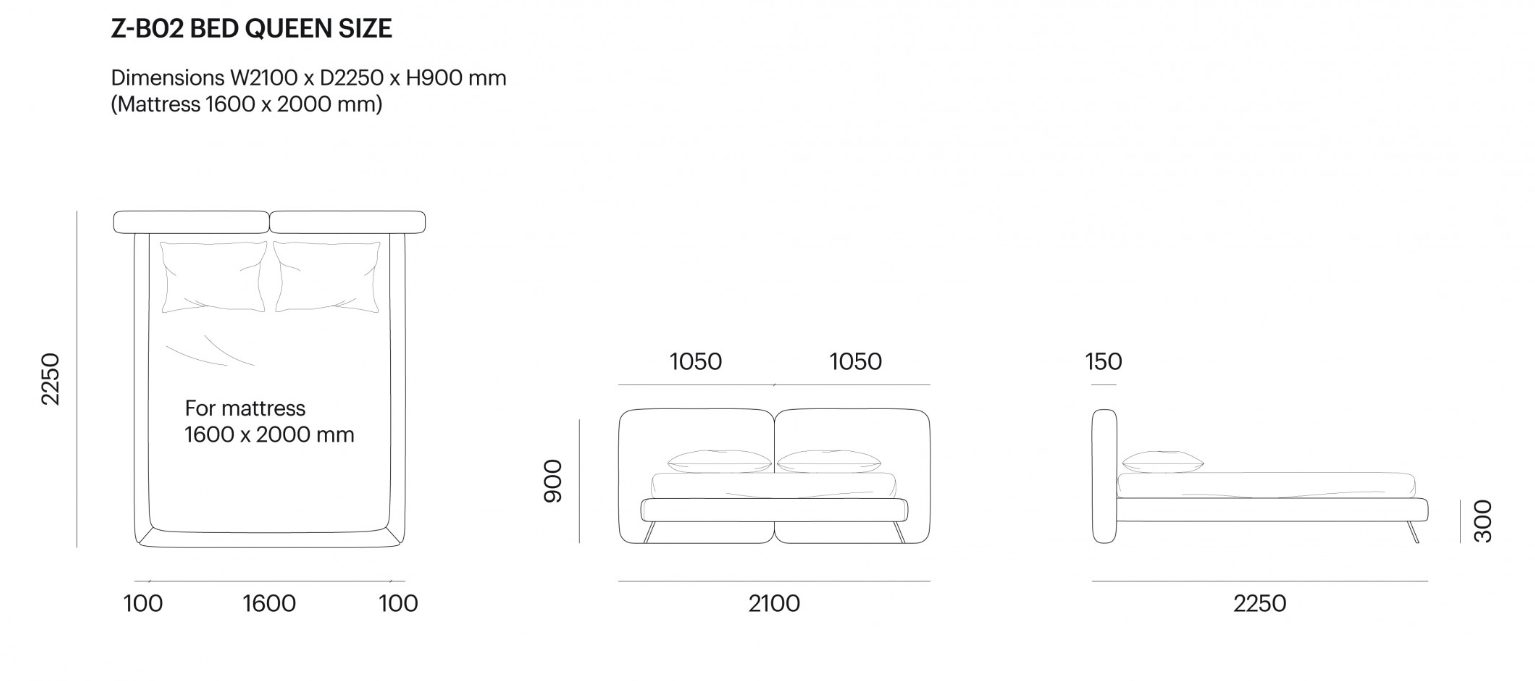 Z-B02 BED QUEEN SIZE
Dimensions W2100 x D2250 x H900 mm
(Mattress 1600 x 2000 mm)
2250
For mattress
1600 x 2000 mm
100 1600 100
1050 1050
900
2100
150
300
2250